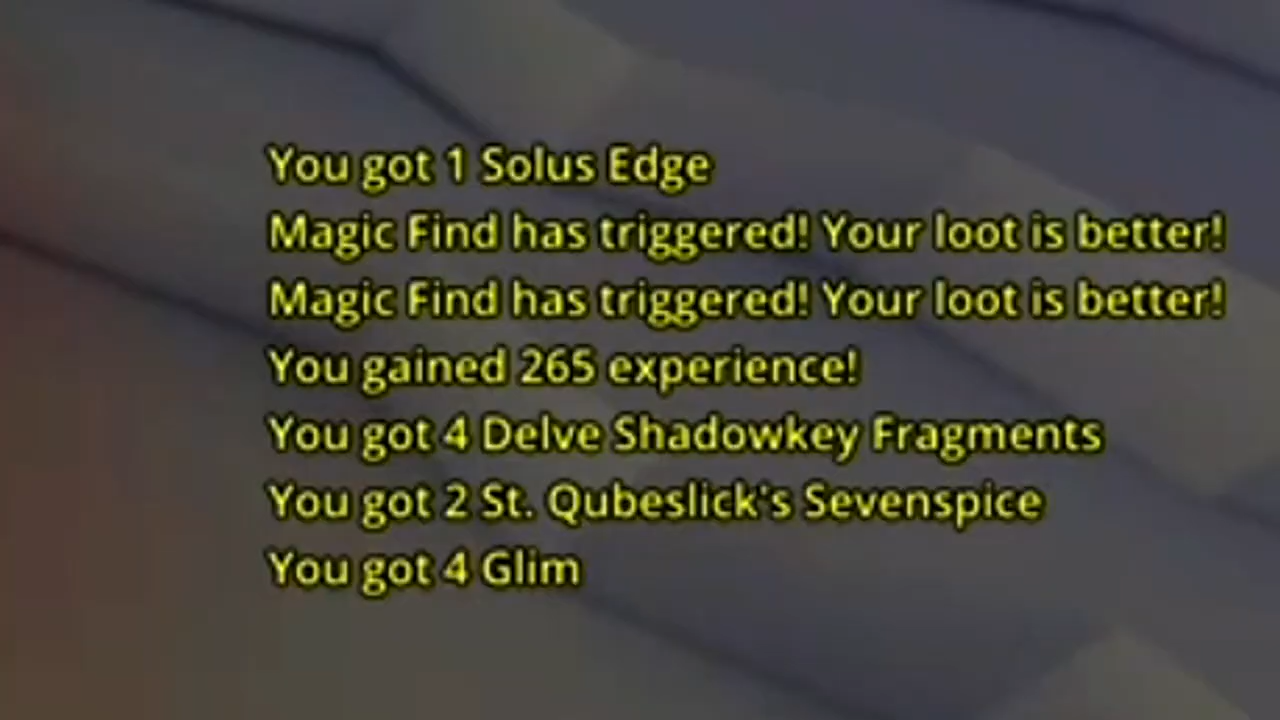 You got 1 Solus Edge
Magic Find has triggered! Your loot is better!
Magic Find has triggered! Your loot is better!
You gained 265 experience!
You got 4 Delve Shadowkey Fragments
You got 2 St. Qubeslick's Sevenspice
You got 4 Glim